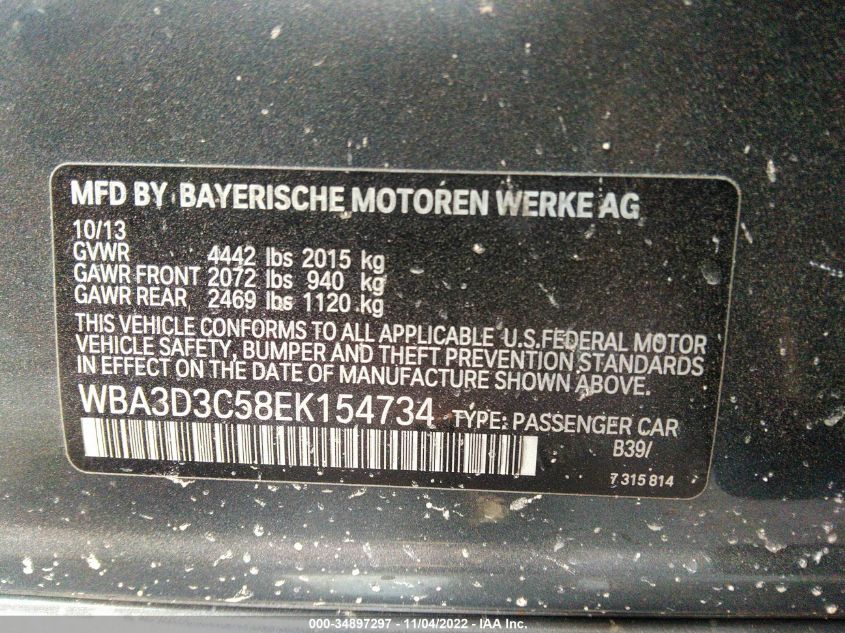 MFD BY BAYERISCHE MOTOREN WERKE AG
10/13
GVWR 4442 lbs 2015 kg
GAWR FRONT 2072 lbs 940 kg
GAWR REAR 2469 lbs 1120 kg
THIS VEHICLE CONFORMS TO ALL APPLICABLE U.S.FEDERAL MOTOR
VEHICLE SAFETY, BUMPER AND THEFT PREVENTION STANDARDS
IN EFFECT ON THE DATE OF MANUFACTURE SHOWN ABOVE.
WBA3D3C58EK154734 TYPE: PASSENGER CAR
B39/
7 315 814
000-34897297 - 11/04/2022 - IAA Inc.